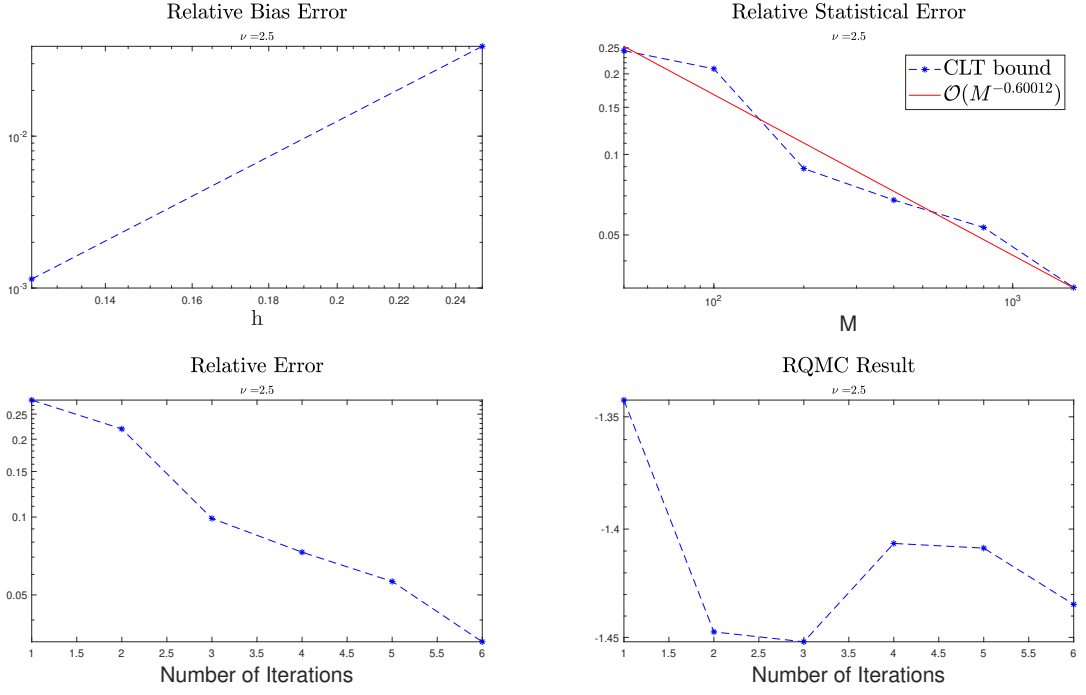 Relative Bias Error
ν =2.5
10^-2
10^-3
0.14 0.16 0.18 0.2 0.22 0.24
h
Relative Statistical Error
ν =2.5
CLT bound
O(M^-0.60012)
0.25
0.2
0.15
0.1
0.05
10^2 10^3
M
Relative Error
ν =2.5
0.25
0.2
0.15
0.1
0.05
1 1.5 2 2.5 3 3.5 4 4.5 5 5.5 6
Number of Iterations
RQMC Result
ν =2.5
-1.35
-1.4
-1.45
1 1.5 2 2.5 3 3.5 4 4.5 5 5.5 6
Number of Iterations